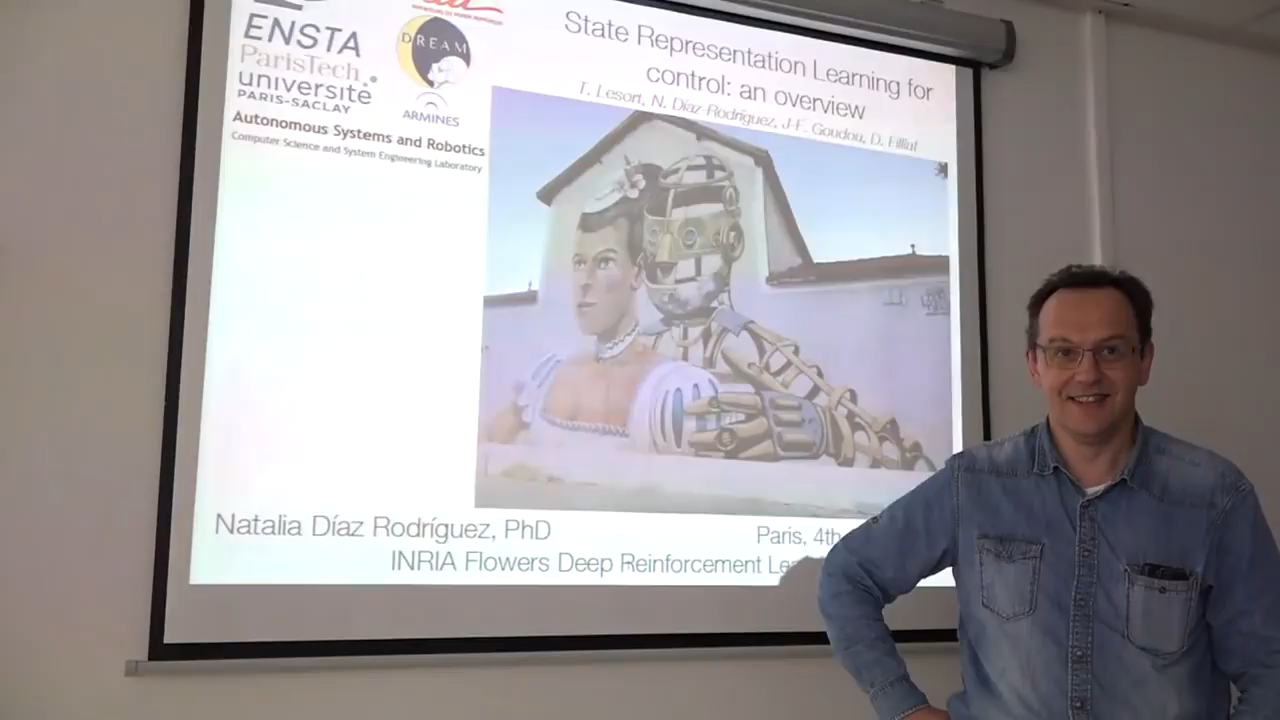 ENSTA
ParisTech
université
PARIS-SACLAY
DREAM
ARMINES
Autonomous Systems and Robotics
Computer Science and System Engineering Laboratory
State Representation Learning for
control: an overview
T. Lesort, N. Díaz-Rodríguez, J-F. Goudou, D. Filliat
Natalia Díaz Rodríguez, PhD
Paris, 4th
INRIA Flowers Deep Reinforcement